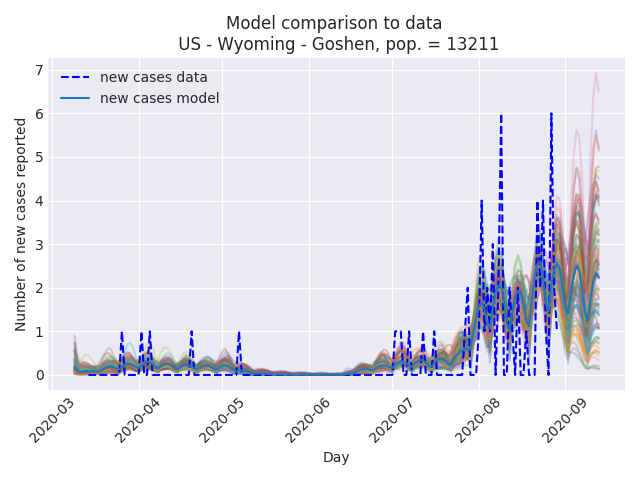 Model comparison to data
US - Wyoming - Goshen, pop. = 13211
7
6
5
4
3
2
1
0
Number of new cases reported
new cases data
new cases model
2020-03
2020-04
2020-05
2020-06
2020-07
2020-08
2020-09
Day